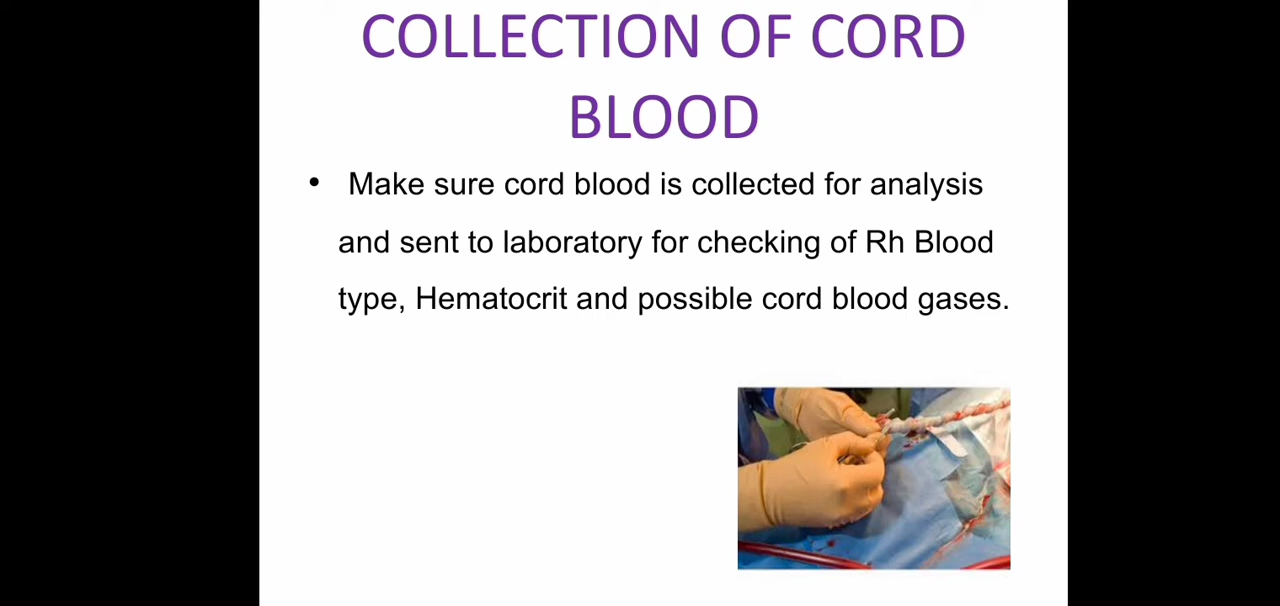 COLLECTION OF CORD
BLOOD
• Make sure cord blood is collected for analysis
and sent to laboratory for checking of Rh Blood
type, Hematocrit and possible cord blood gases.